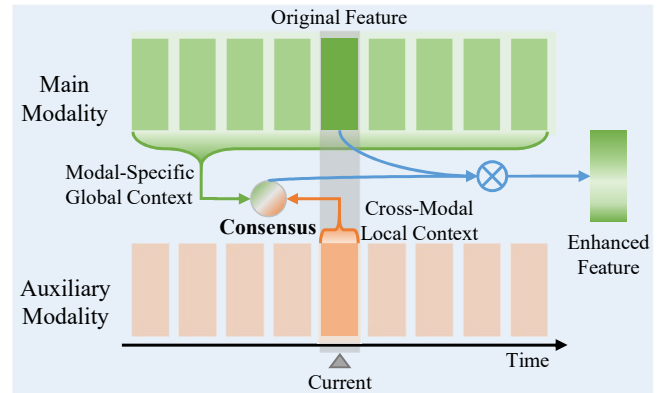 Original Feature
Main
Modality
Modal-Specific
Global Context
Consensus
Cross-Modal
Local Context
Enhanced
Feature
Auxiliary
Modality
Time
Current